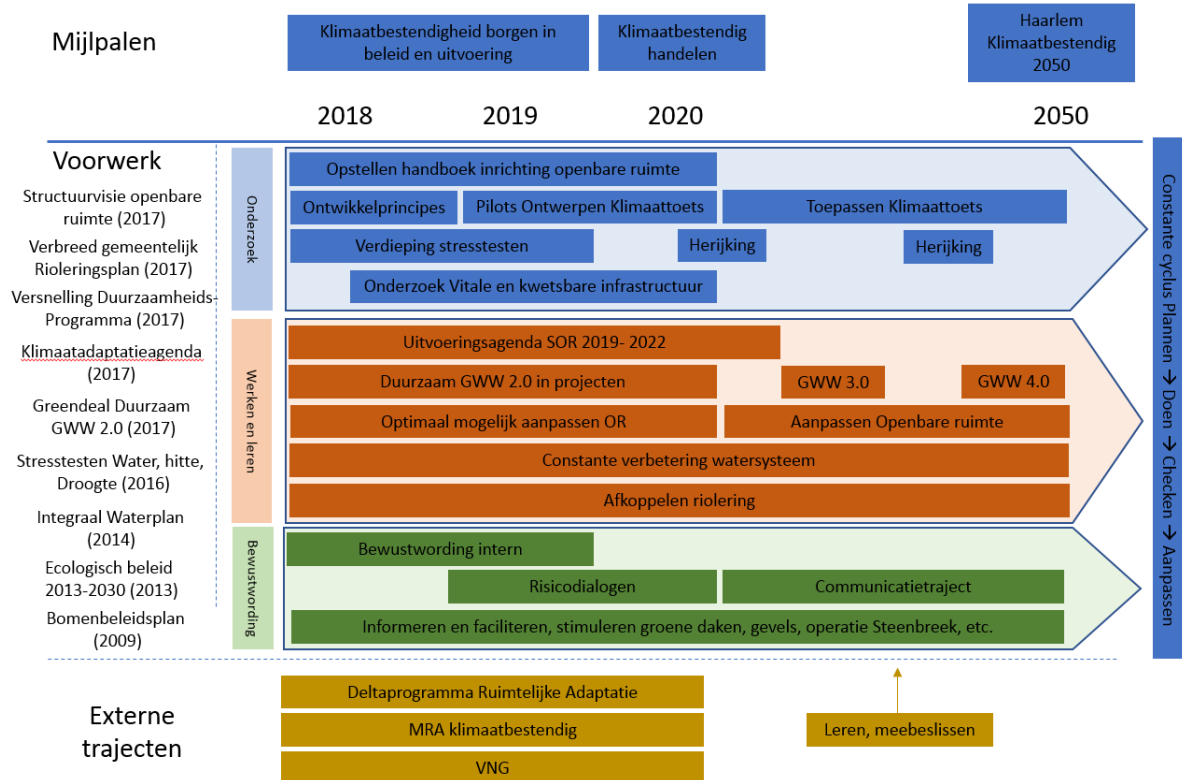 Mijlpalen
Klimaatbestendigheid borgen in
beleid en uitvoering
Klimaatbestendig
handelen
Haarlem
Klimaatbestendig
2050
2018
2019
2020
2050
Voorwerk
Structuurvisie openbare
ruimte (2017)
Verbreed gemeentelijk
Rioleringsplan (2017)
Versnelling Duurzaamheids-
Programma (2017)
Klimaatadaptatieagenda
(2017)
Greendeal Duurzaam
GWW 2.0 (2017)
Stresstesten Water, hitte,
Droogte (2016)
Integraal Waterplan
(2014)
Ecologisch beleid
2013-2030 (2013)
Bomenbeleidsplan
(2009)
Onderzoek
Opstellen handboek inrichting openbare ruimte
Ontwikkelprincipes
Pilots Ontwerpen Klimaattoets
Toepassen Klimaattoets
Verdieping stresstesten
Herijking
Herijking
Onderzoek Vitale en kwetsbare infrastructuur
Werken en leren
Uitvoeringsagenda SOR 2019- 2022
Duurzaam GWW 2.0 in projecten
GWW 3.0
GWW 4.0
Optimaal mogelijk aanpassen OR
Aanpassen Openbare ruimte
Constante verbetering watersysteem
Afkoppelen riolering
Bewustwording
Bewustwording intern
Risicodialogen
Communicatietraject
Informeren en faciliteren, stimuleren groene daken, gevels, operatie Steenbreek, etc.
Constante cyclus Plannen → Doen → Checken → Aanpassen
Externe
trajecten
Deltaprogramma Ruimtelijke Adaptatie
MRA klimaatbestendig
VNG
Leren, meebeslissen